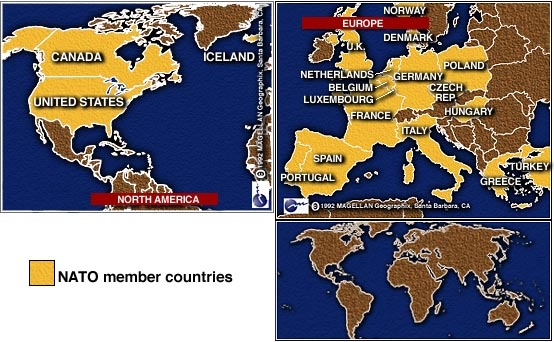 CANADA
UNITED STATES
ICELAND
© 1992 MAGELLAN Geographix, Santa Barbara, CA
NORTH AMERICA
NORWAY
EUROPE
DENMARK
U.K.
POLAND
NETHERLANDS
GERMANY
BELGIUM
CZECH
REP.
LUXEMBOURG
HUNGARY
FRANCE
ITALY
SPAIN
TURKEY
PORTUGAL
GREECE
© 1992 MAGELLAN Geographix, Santa Barbara, CA
NATO member countries